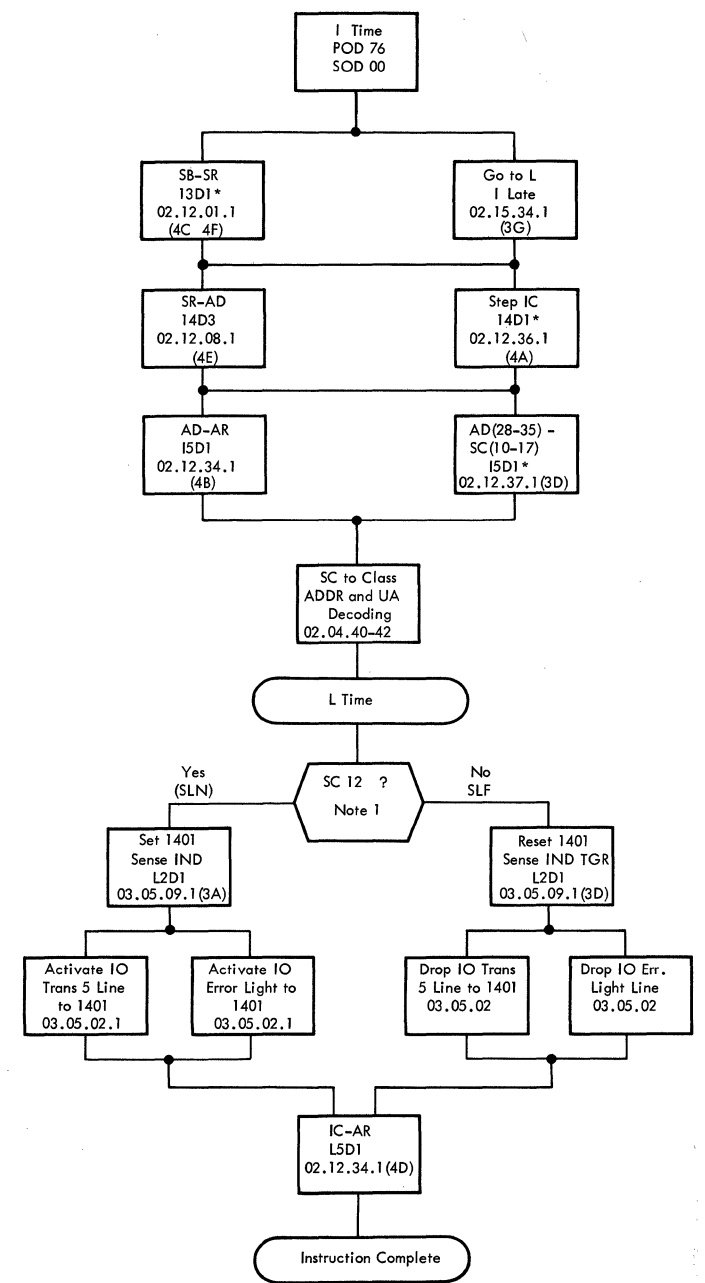 I Time
POD 76
SOD 00
SB-SR
13D1*
02.12.01.1
(4C 4F)
Go to L
I Late
02.15.34.1
(3G)
SR-AD
14D3
02.12.08.1
(4E)
Step IC
14D1*
02.12.36.1
(4A)
AD-AR
I5D1
02.12.34.1
(4B)
AD(28-35) -
SC(10-17)
I5D1*
02.12.37.1(3D)
SC to Class
ADDR and UA
Decoding
02.04.40-42
L Time
SC 12 ?
Note 1
Yes
(SLN)
No
SLF
Set 1401
Sense IND
L2D1
03.05.09.1(3A)
Reset 1401
Sense IND TGR
L2D1
03.05.09.1(3D)
Activate IO
Trans 5 Line
to 1401
03.05.02.1
Activate IO
Error Light to
1401
03.05.02.1
Drop IO Trans
5 Line to 1401
03.05.02
Drop IO Err.
Light Line
03.05.02
IC-AR
L5D1
02.12.34.1(4D)
Instruction Complete